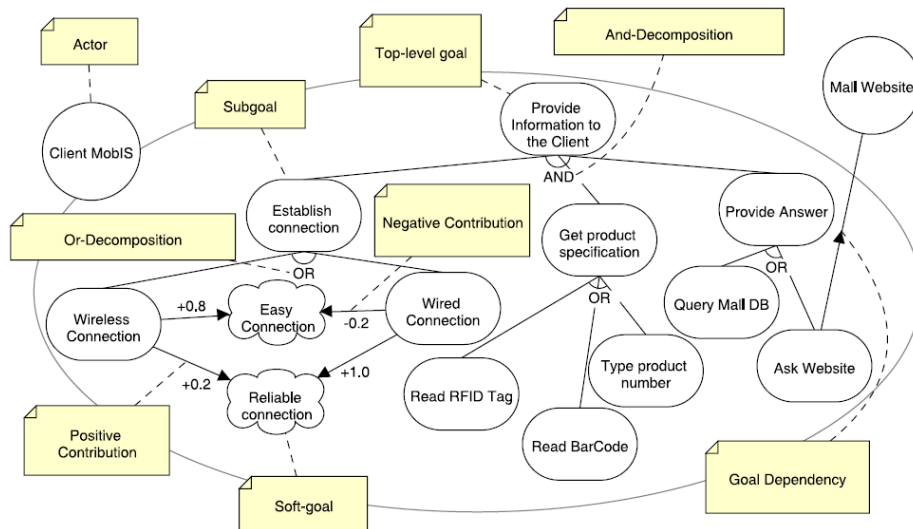 Actor
Top-level goal
And-Decomposition
Mall Website
Subgoal
Provide
Information to
the Client
Client MobIS
AND
Establish
connection
Negative Contribution
Provide Answer
Or-Decomposition
Get product
specification
OR
OR
Wireless
Connection
+0.8
Easy
Connection
-0.2
Wired
Connection
OR
Query Mall DB
+0.2
+1.0
Reliable
connection
Read RFID Tag
Type product
number
Ask Website
Positive
Contribution
Read BarCode
Soft-goal
Goal Dependency